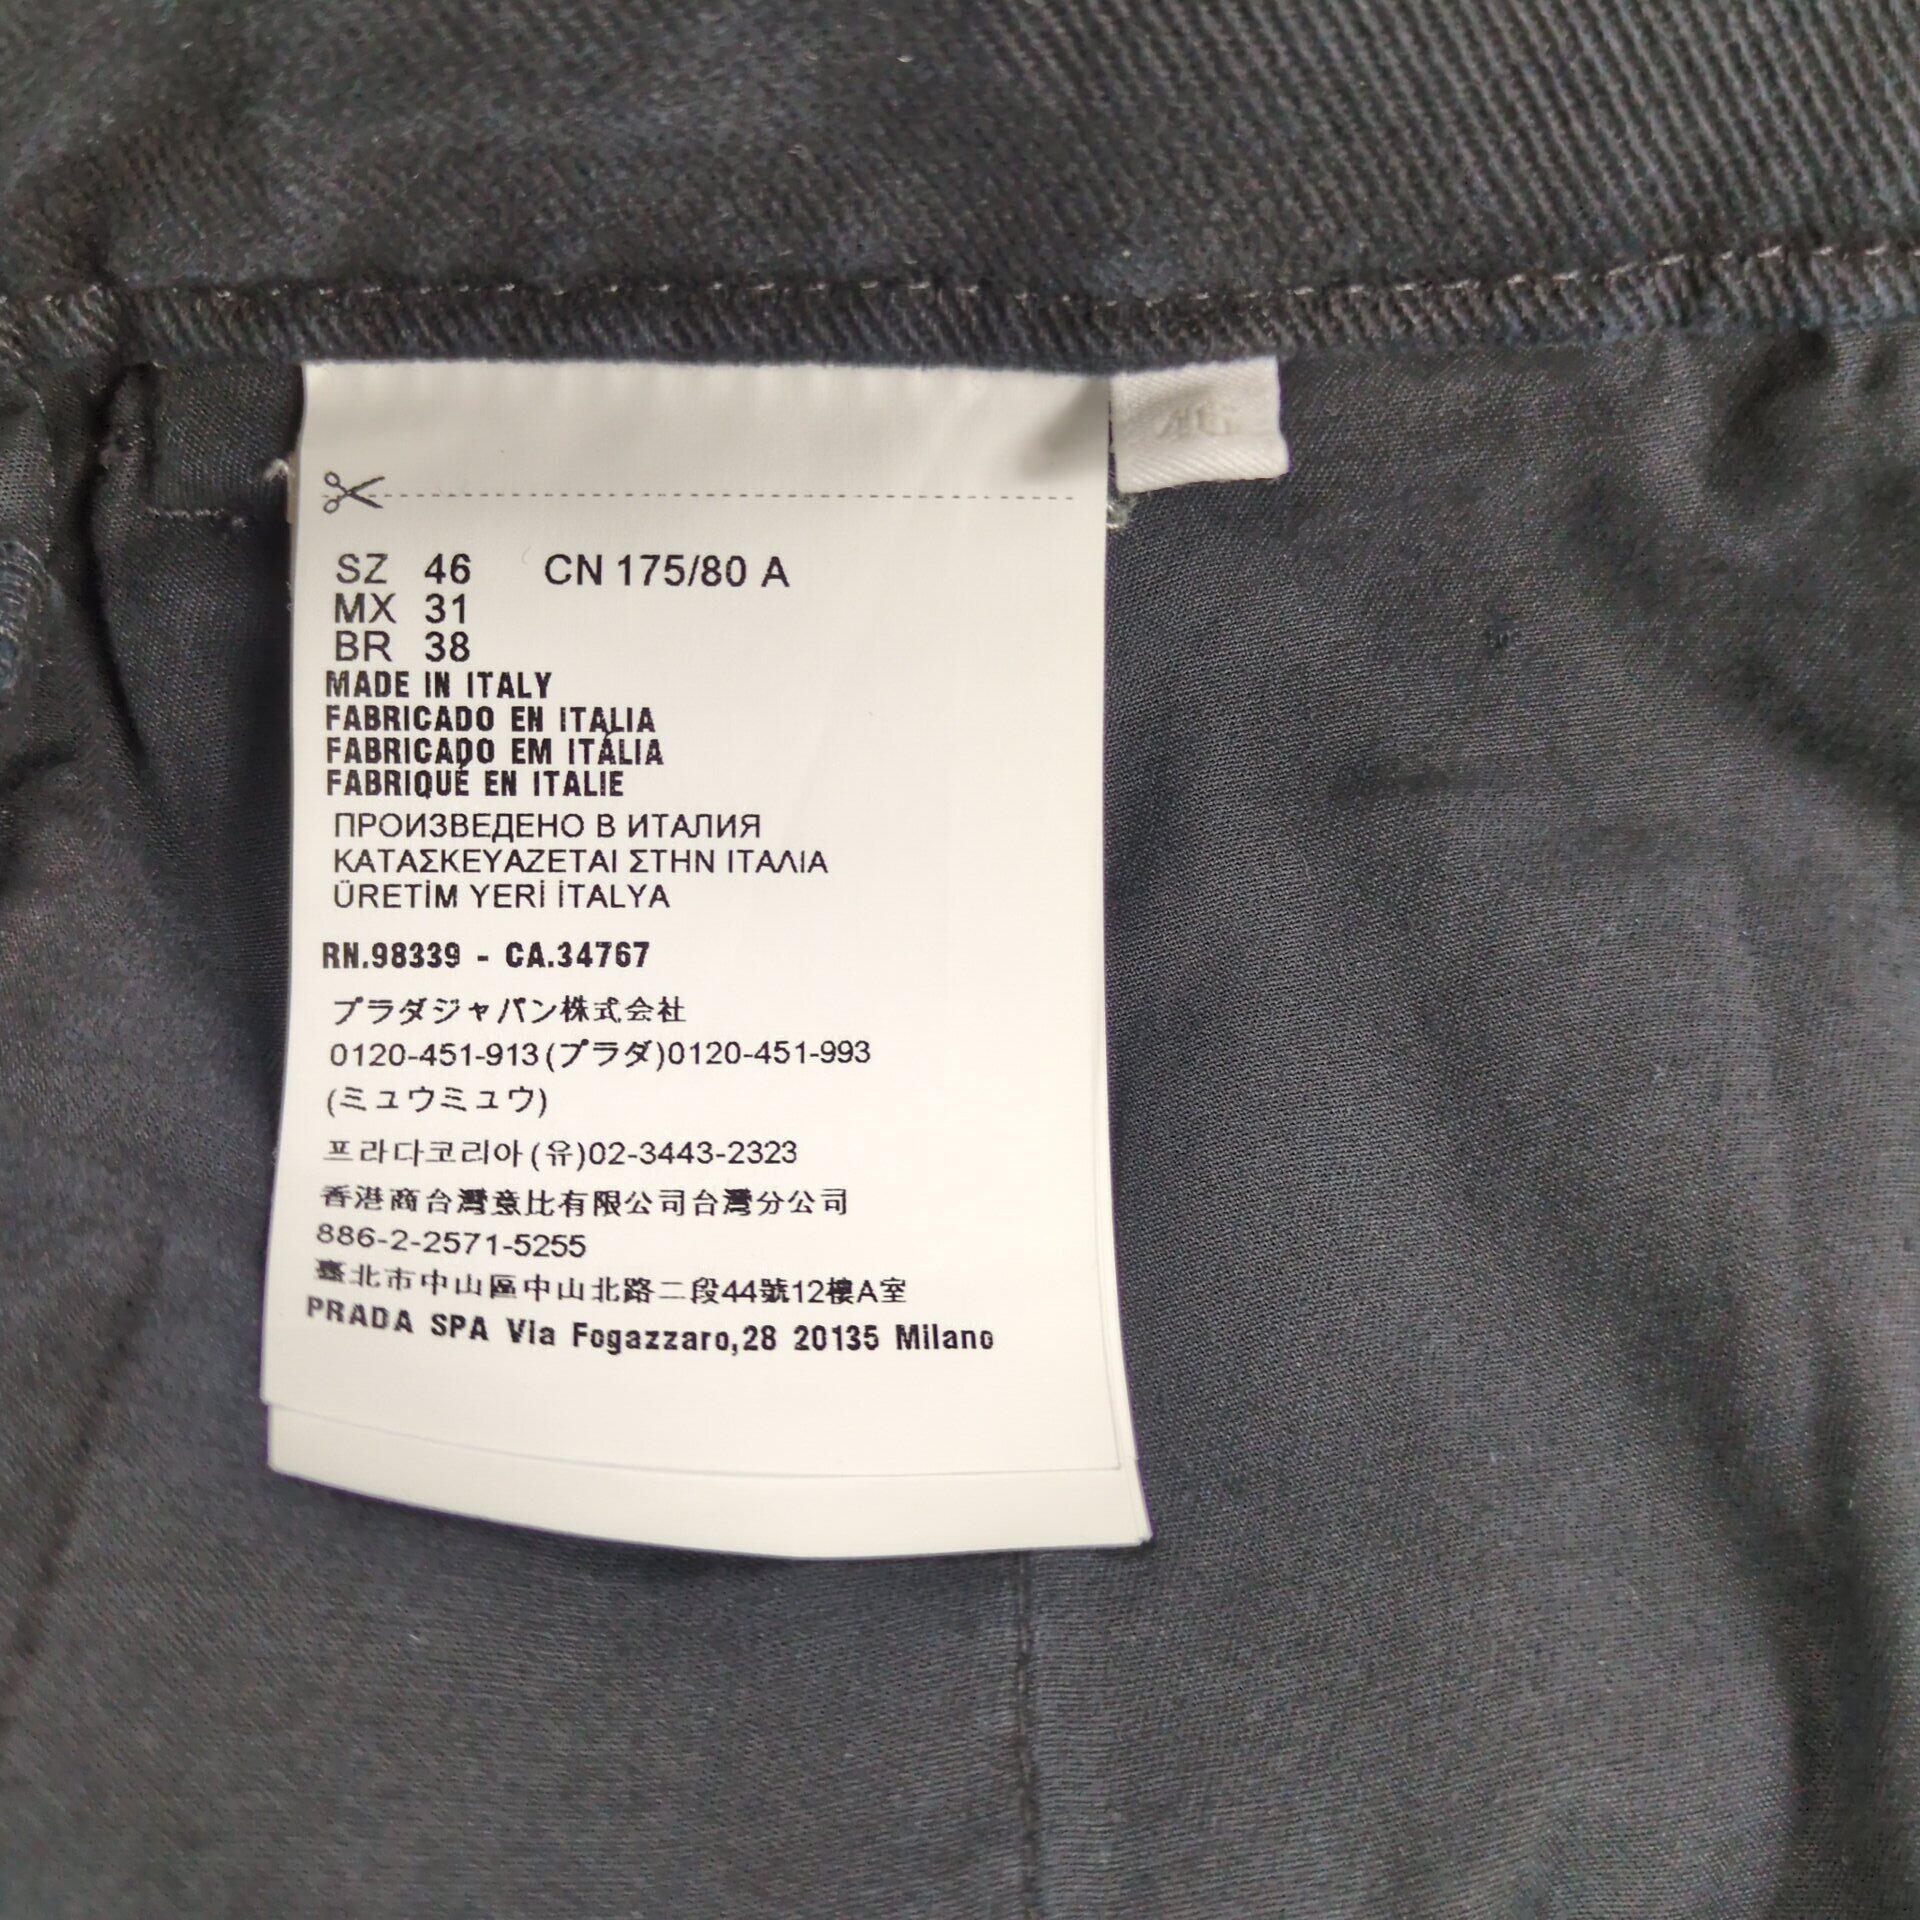 46
SZ 46 CN 175/80 A
MX 31
BR 38
MADE IN ITALY
FABRICADO EN ITALIA
FABRICADO EM ITÁLIA
FABRIQUÉ EN ITALIE
ПРОИЗВЕДЕНО В ИТАЛИЯ
ΚΑΤΑΣΚΕΥΑΖΕΤΑΙ ΣΤΗΝ ΙΤΑΛΙΑ
ÜRETİM YERİ İTALYA
RN.98339 - CA.34767
プラダジャパン株式会社
0120-451-913(プラダ)0120-451-993
(ミュウミュウ)
프라다코리아(유)02-3443-2323
香港商台灣意比有限公司台灣分公司
886-2-2571-5255
臺北市中山區中山北路二段44號12樓A室
PRADA SPA Via Fogazzaro,28 20135 Milano